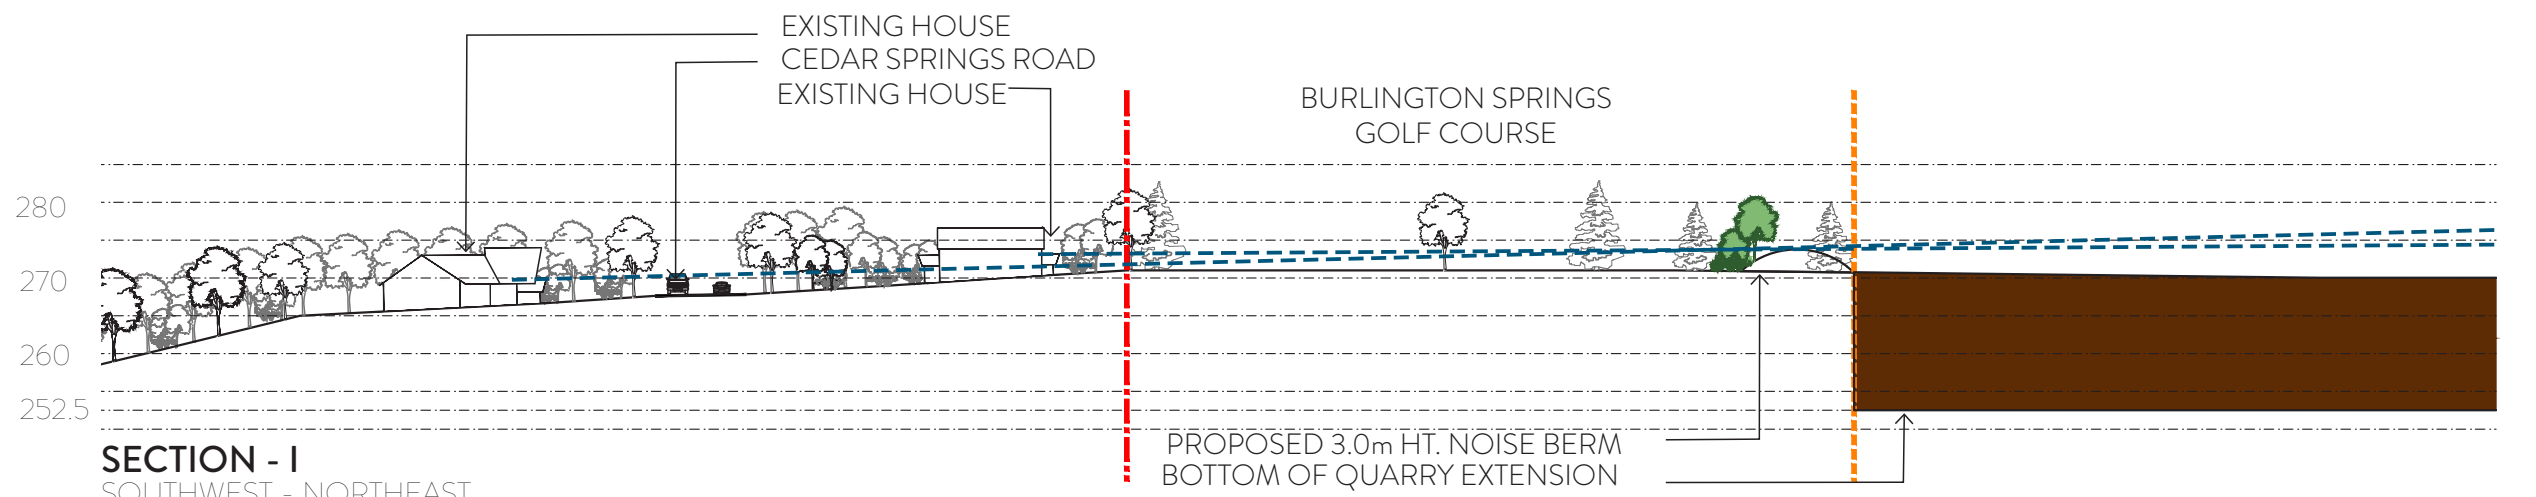 EXISTING HOUSE
CEDAR SPRINGS ROAD
EXISTING HOUSE
BURLINGTON SPRINGS
GOLF COURSE
280
270
260
252.5
PROPOSED 3.0m HT. NOISE BERM
BOTTOM OF QUARRY EXTENSION
SECTION - I
SOUTHWEST - NORTHEAST